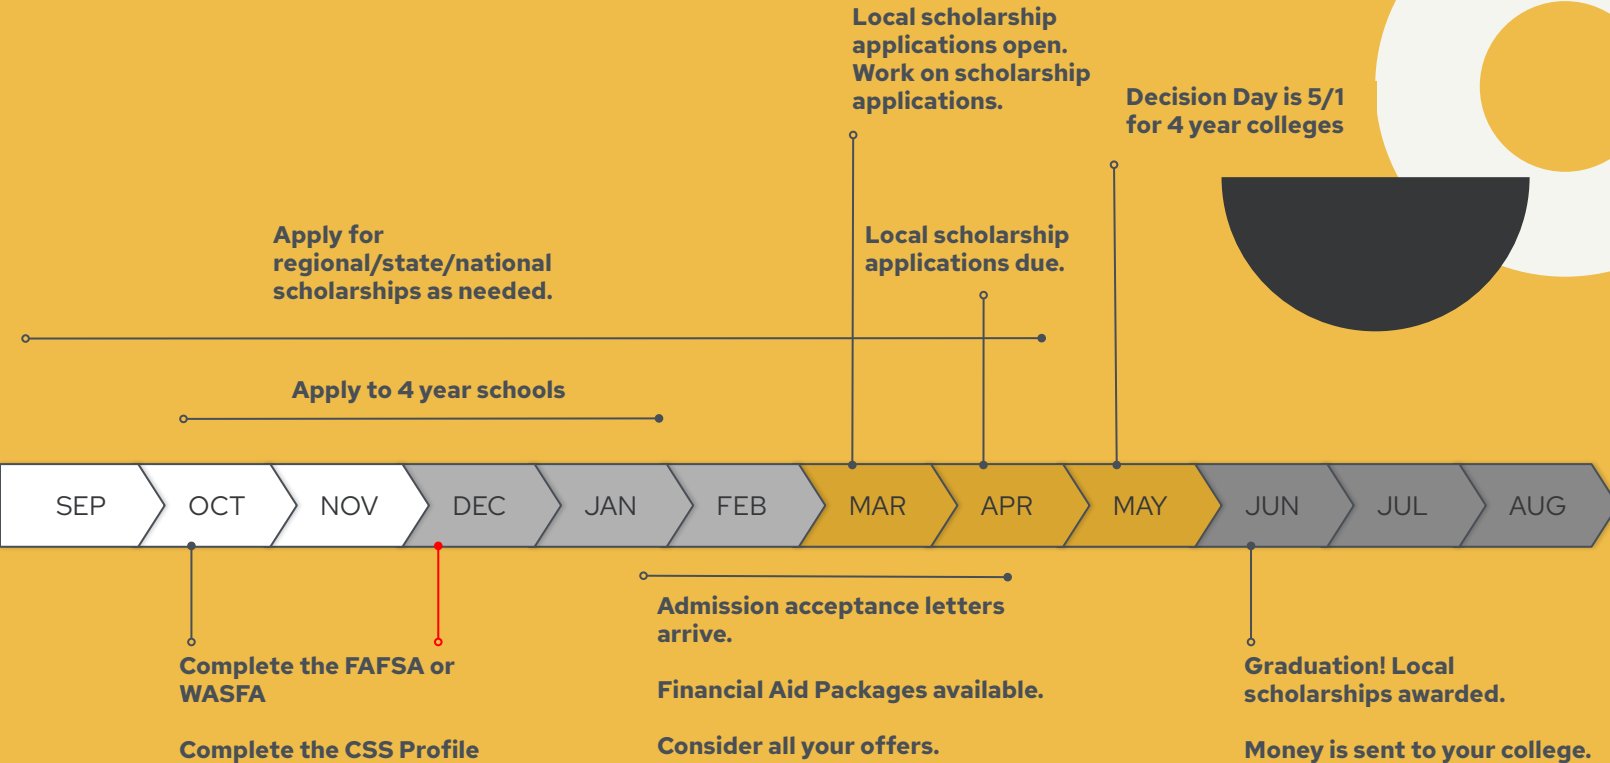 Local scholarship
applications open.
Work on scholarship
applications.
Decision Day is 5/1
for 4 year colleges
Apply for
regional/state/national
scholarships as needed.
Local scholarship
applications due.
Apply to 4 year schools
SEP
OCT
NOV
DEC
JAN
FEB
MAR
APR
MAY
JUN
JUL
AUG
Complete the FAFSA or
WASFA
Complete the CSS Profile
Admission acceptance letters
arrive.
Financial Aid Packages available.
Consider all your offers.
Graduation! Local
scholarships awarded.
Money is sent to your college.